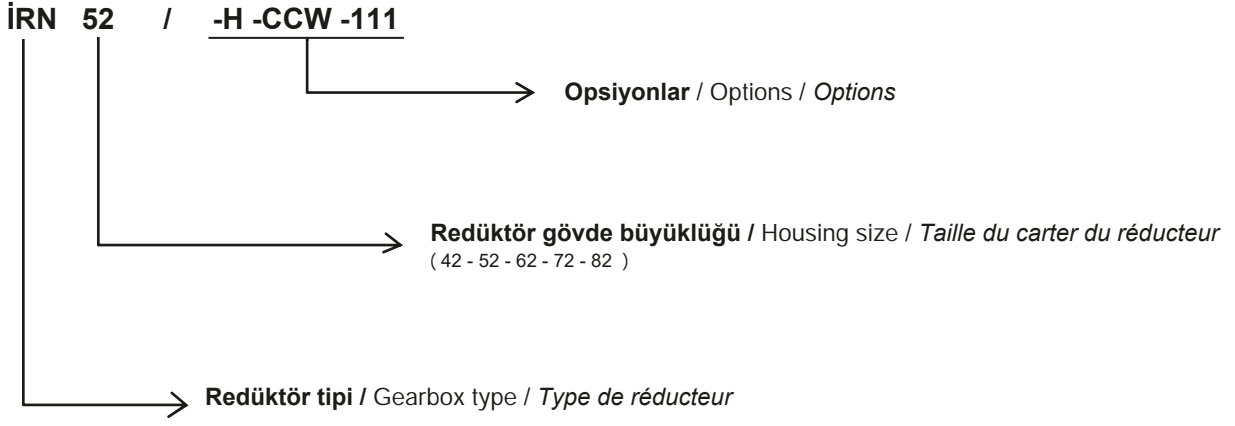 İRN 52 / -H -CCW -111
Opsiyonlar / Options / Options
Redüktör gövde büyüklüğü / Housing size / Taille du carter du réducteur
( 42 - 52 - 62 - 72 - 82 )
Redüktör tipi / Gearbox type / Type de réducteur